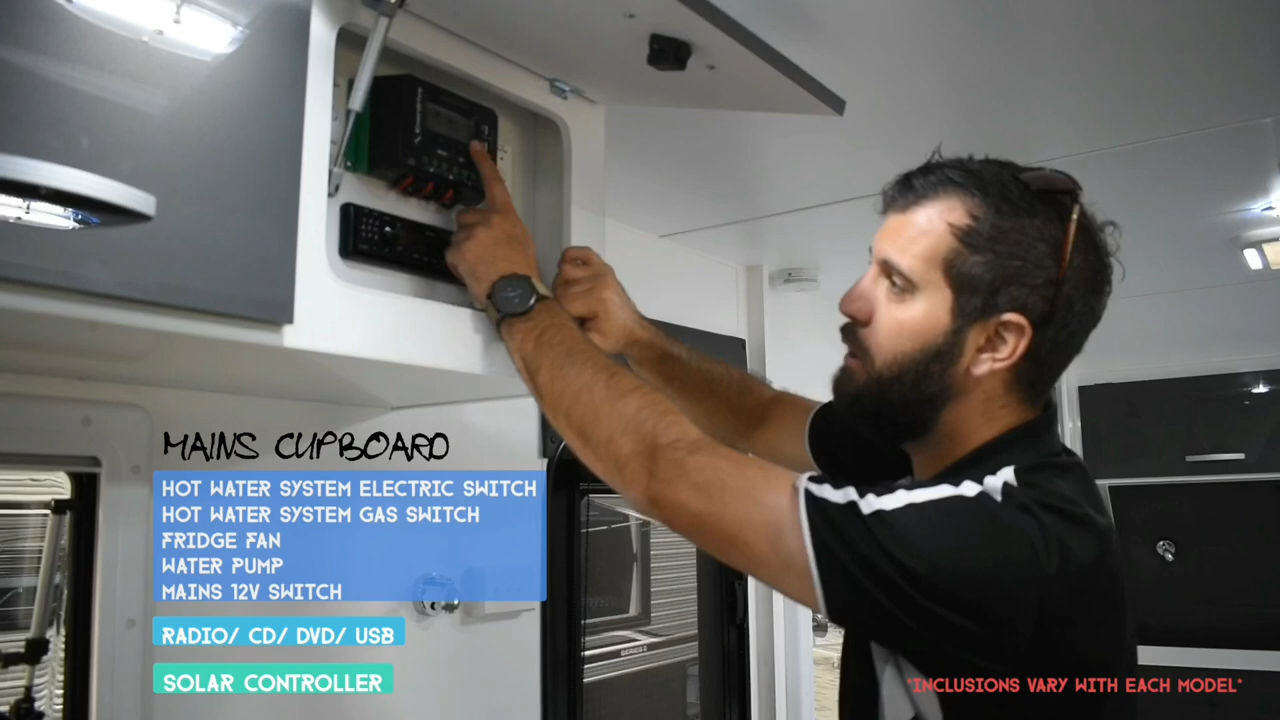 MAINS CUPBOARD
HOT WATER SYSTEM ELECTRIC SWITCH
HOT WATER SYSTEM GAS SWITCH
FRIDGE FAN
WATER PUMP
MAINS 12V SWITCH
RADIO/ CD/ DVD/ USB
SOLAR CONTROLLER
*INCLUSIONS VARY WITH EACH MODEL*